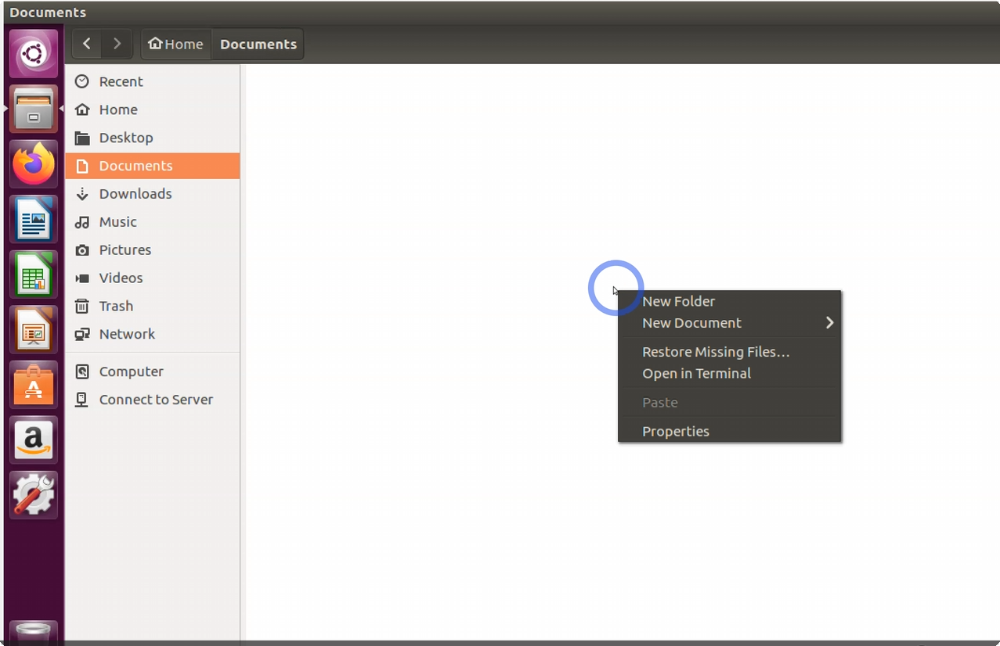 Documents
Home
Documents
Recent
Home
Desktop
Documents
Downloads
Music
Pictures
Videos
Trash
Network
Computer
Connect to Server
New Folder
New Document
Restore Missing Files...
Open in Terminal
Paste
Properties